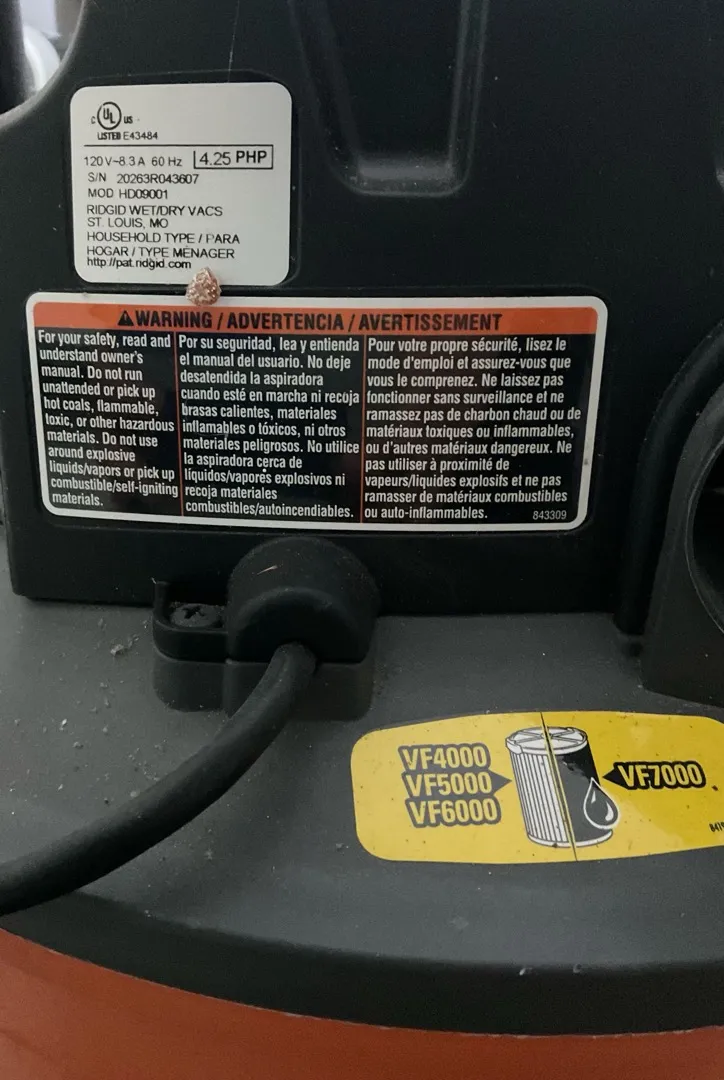 c UL US
LISTED E43484
120 V~8.3 A 60 Hz 4.25 PHP
S/N 20263R043607
MOD HD09001
RIDGID WET/DRY VACS
ST. LOUIS, MO
HOUSEHOLD TYPE / PARA
HOGAR / TYPE MÉNAGER
http://pat.ridgid.com
WARNING / ADVERTENCIA / AVERTISSEMENT
For your safety, read and
understand owner's
manual. Do not run
unattended or pick up
hot coals, flammable,
toxic, or other hazardous
materials. Do not use
around explosive
liquids/vapors or pick up
combustible/self-igniting
materials.
Por su seguridad, lea y entienda
el manual del usuario. No deje
desatendida la aspiradora
cuando esté en marcha ni recoja
brasas calientes, materiales
inflamables o tóxicos, ni otros
materiales peligrosos. No utilice
la aspiradora cerca de
líquidos/vapores explosivos ni
recoja materiales
combustibles/autoincendiables.
Pour votre propre sécurité, lisez le
mode d'emploi et assurez-vous que
vous le comprenez. Ne laissez pas
fonctionner sans surveillance et ne
ramassez pas de charbon chaud ou de
matériaux toxiques ou inflammables,
ou d'autres matériaux dangereux. Ne
pas utiliser à proximité de
vapeurs/liquides explosifs et ne pas
ramasser de matériaux combustibles
ou auto-inflammables.
843309
VF4000
VF5000
VF6000
VF7000